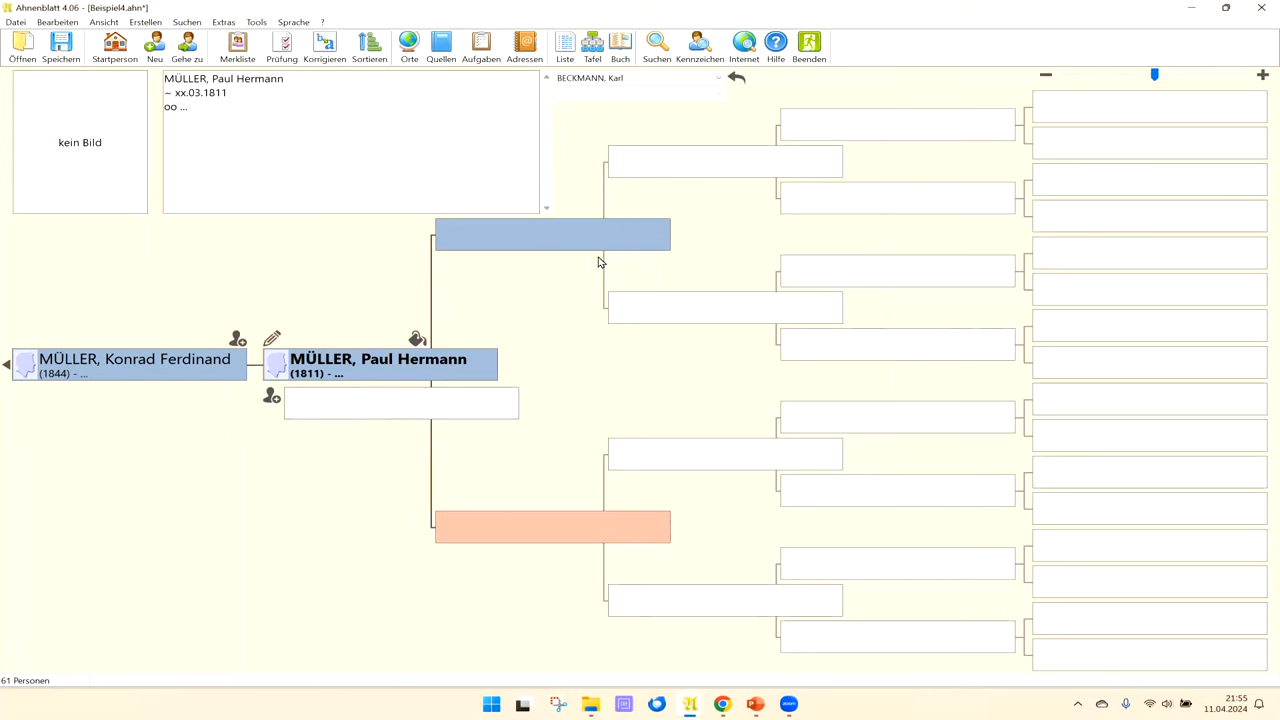 Ahnenblatt 4.06 - [Beispiel4.ahn*]
Datei Bearbeiten Ansicht Erstellen Suchen Extras Tools Sprache ?
Öffnen Speichern Startperson Neu Gehe zu Merkliste Prüfung Korrigieren Sortieren Orte Quellen Aufgaben Adressen Liste Tafel Buch Suchen Kennzeichen Internet Hilfe Beenden
kein Bild
MÜLLER, Paul Hermann
~ xx.03.1811
oo ...
BECKMANN, Karl
MÜLLER, Konrad Ferdinand
(1844) - ...
MÜLLER, Paul Hermann
(1811) - ...
61 Personen
21:55
11.04.2024